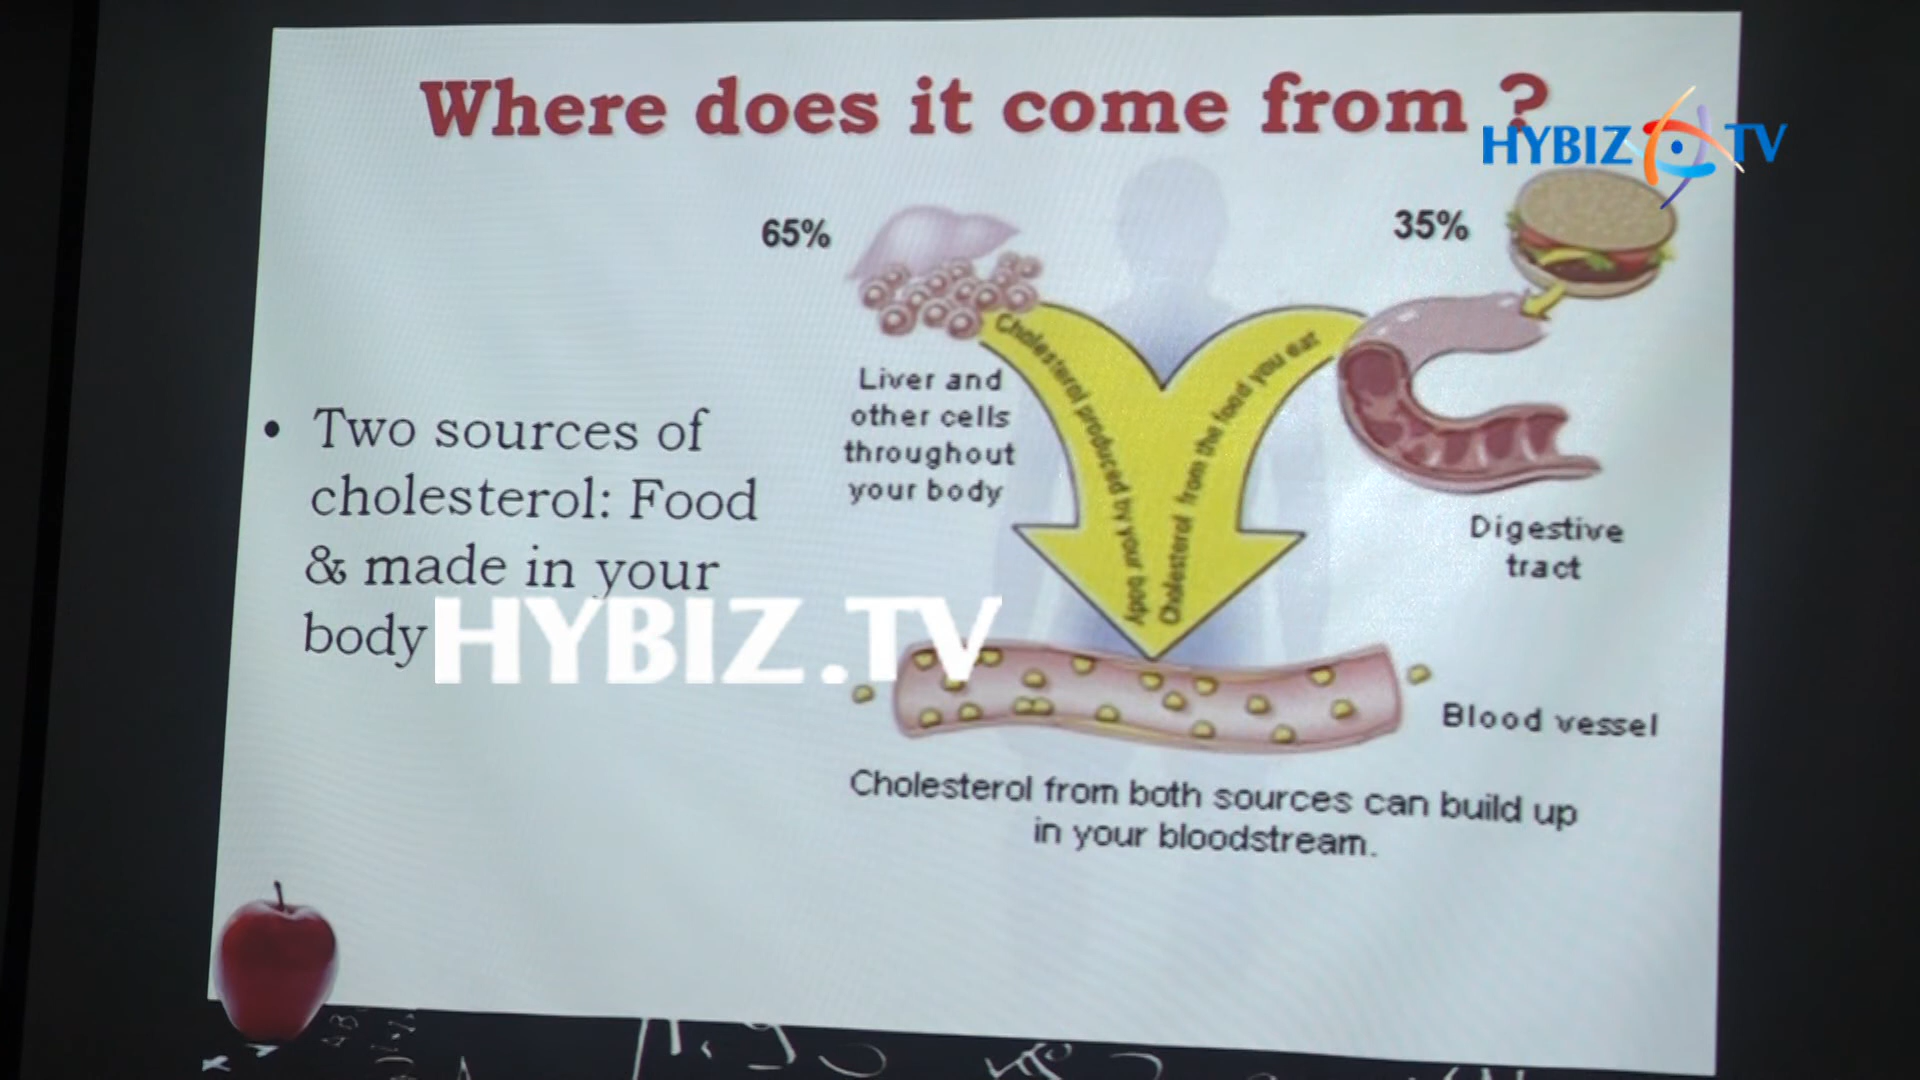 Where does it come from ?
HYBIZ TV
65%
35%
Cholesterol produced by your body
Cholesterol from the food you eat
Liver and
other cells
throughout
your body
• Two sources of
cholesterol: Food
& made in your
body
HYBIZ.TV
Digestive
tract
Blood vessel
Cholesterol from both sources can build up
in your bloodstream.